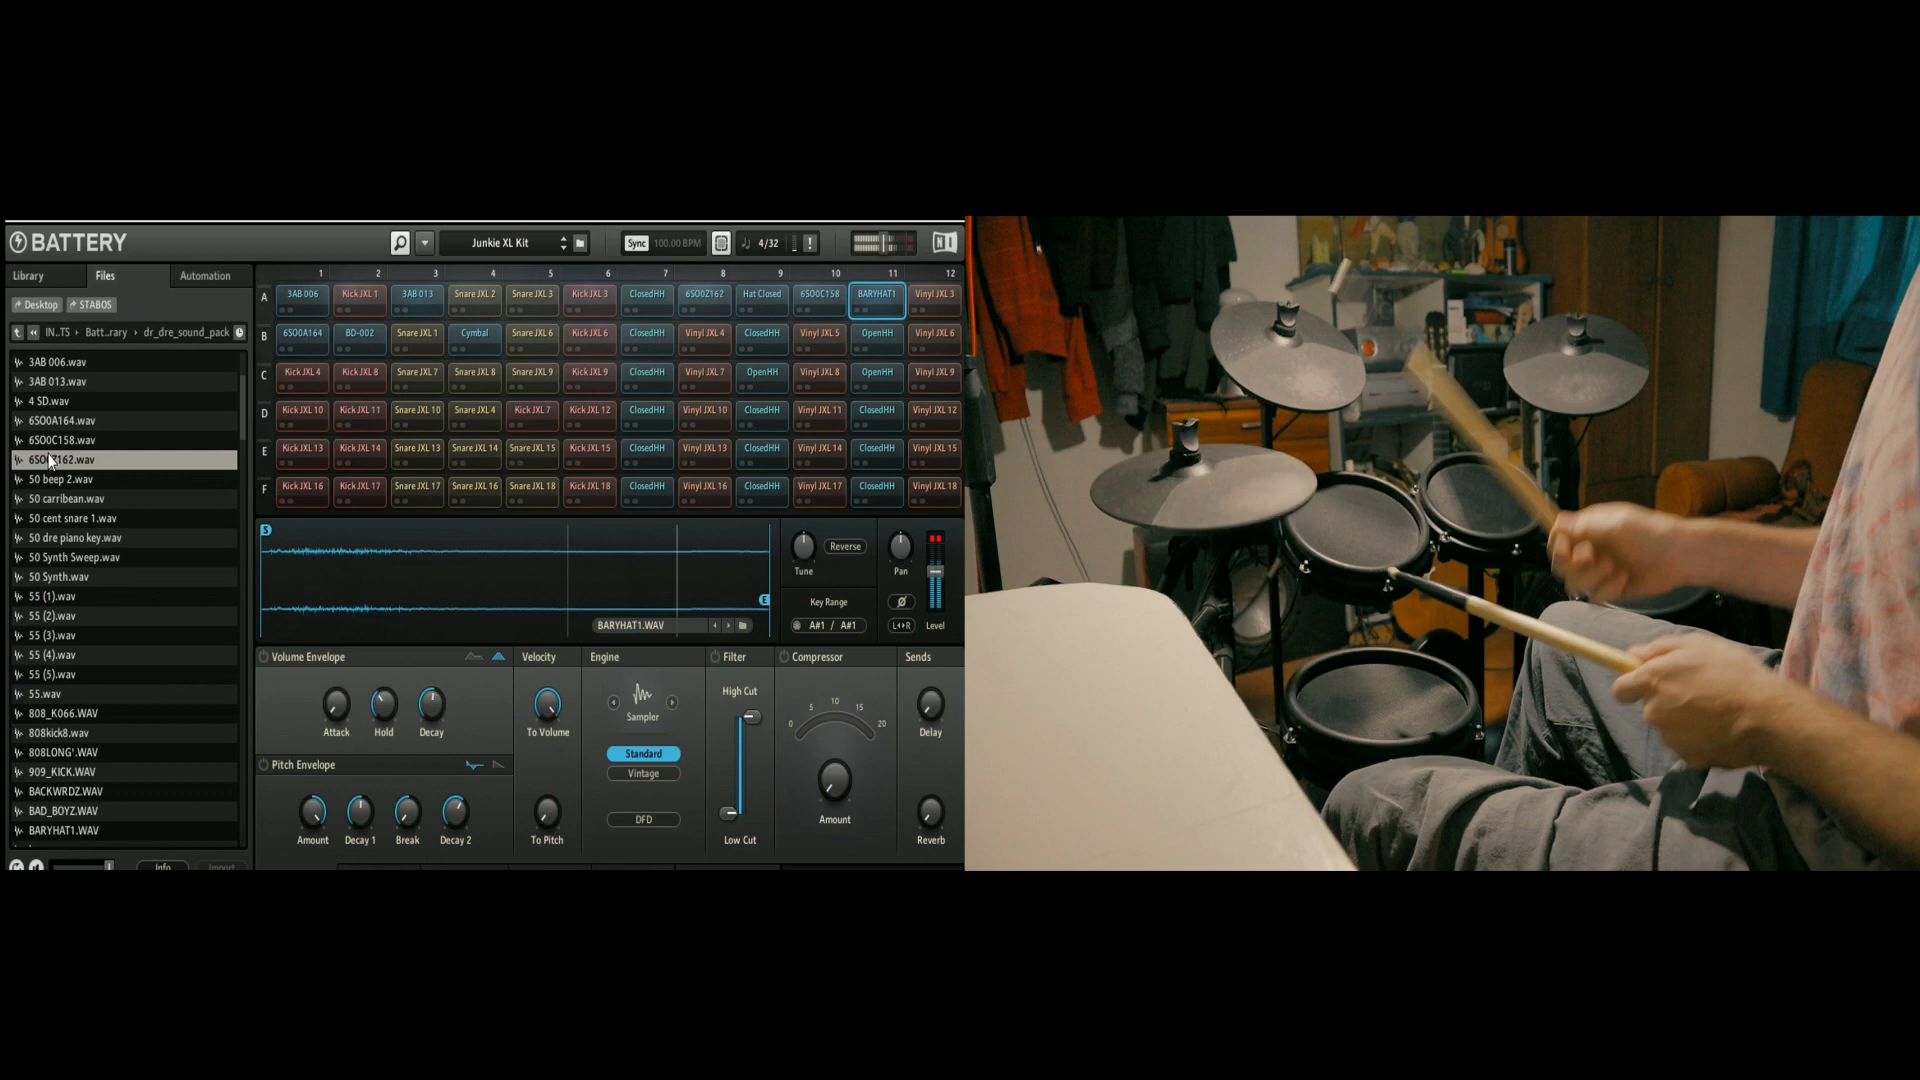 BATTERY
Junkie XL Kit
Sync 100.00 BPM
4/32
!
Library Files Automation
Desktop STABOS
IN..TS › Batt..rary › dr_dre_sound_pack
3AB 006.wav
3AB 013.wav
4 SD.wav
6SO0A164.wav
6SO0C158.wav
50 beep 2.wav
50 carribean.wav
50 cent snare 1.wav
50 dre piano key.wav
50 Synth Sweep.wav
50 Synth.wav
55 (1).wav
55 (2).wav
55 (3).wav
55 (4).wav
55 (5).wav
55.wav
808_K066.WAV
808kick8.wav
808LONG'.WAV
909_KICK.WAV
BACKWRDZ.WAV
BAD_BOYZ.WAV
BARYHAT1.WAV
Info Import
1 2 3 4 5 6 7 8 9 10 11 12
A 3AB 006 Kick JXL 1 3AB 013 Snare JXL 2 Snare JXL 3 Kick JXL 3 ClosedHH 6SO0Z162 Hat Closed 6SO0C158 BARYHAT1 Vinyl JXL 3
B 6SO0A164 BD-002 Snare JXL 1 Cymbal Snare JXL 6 Kick JXL 6 ClosedHH Vinyl JXL 4 ClosedHH Vinyl JXL 5 OpenHH Vinyl JXL 6
C Kick JXL 4 Kick JXL 8 Snare JXL 7 Snare JXL 8 Snare JXL 9 Kick JXL 9 ClosedHH Vinyl JXL 7 OpenHH Vinyl JXL 8 OpenHH Vinyl JXL 9
D Kick JXL 10 Kick JXL 11 Snare JXL 10 Snare JXL 4 Kick JXL 7 Kick JXL 12 ClosedHH Vinyl JXL 10 ClosedHH Vinyl JXL 11 ClosedHH Vinyl JXL 12
E Kick JXL 13 Kick JXL 14 Snare JXL 13 Snare JXL 14 Snare JXL 15 Kick JXL 15 ClosedHH Vinyl JXL 13 ClosedHH Vinyl JXL 14 ClosedHH Vinyl JXL 15
F Kick JXL 16 Kick JXL 17 Snare JXL 17 Snare JXL 16 Snare JXL 18 Kick JXL 18 ClosedHH Vinyl JXL 16 ClosedHH Vinyl JXL 17 ClosedHH Vinyl JXL 18
S
E
BARYHAT1.WAV
Reverse
Tune Pan
Key Range
A#1 / A#1
L R Level
Volume Envelope
Attack Hold Decay
Velocity
To Volume
Engine
Sampler
Standard
Vintage
DFD
Filter
High Cut
Low Cut
Compressor
0 5 10 15 20
Amount
Sends
Delay
Reverb
Pitch Envelope
Amount Decay 1 Break Decay 2
To Pitch